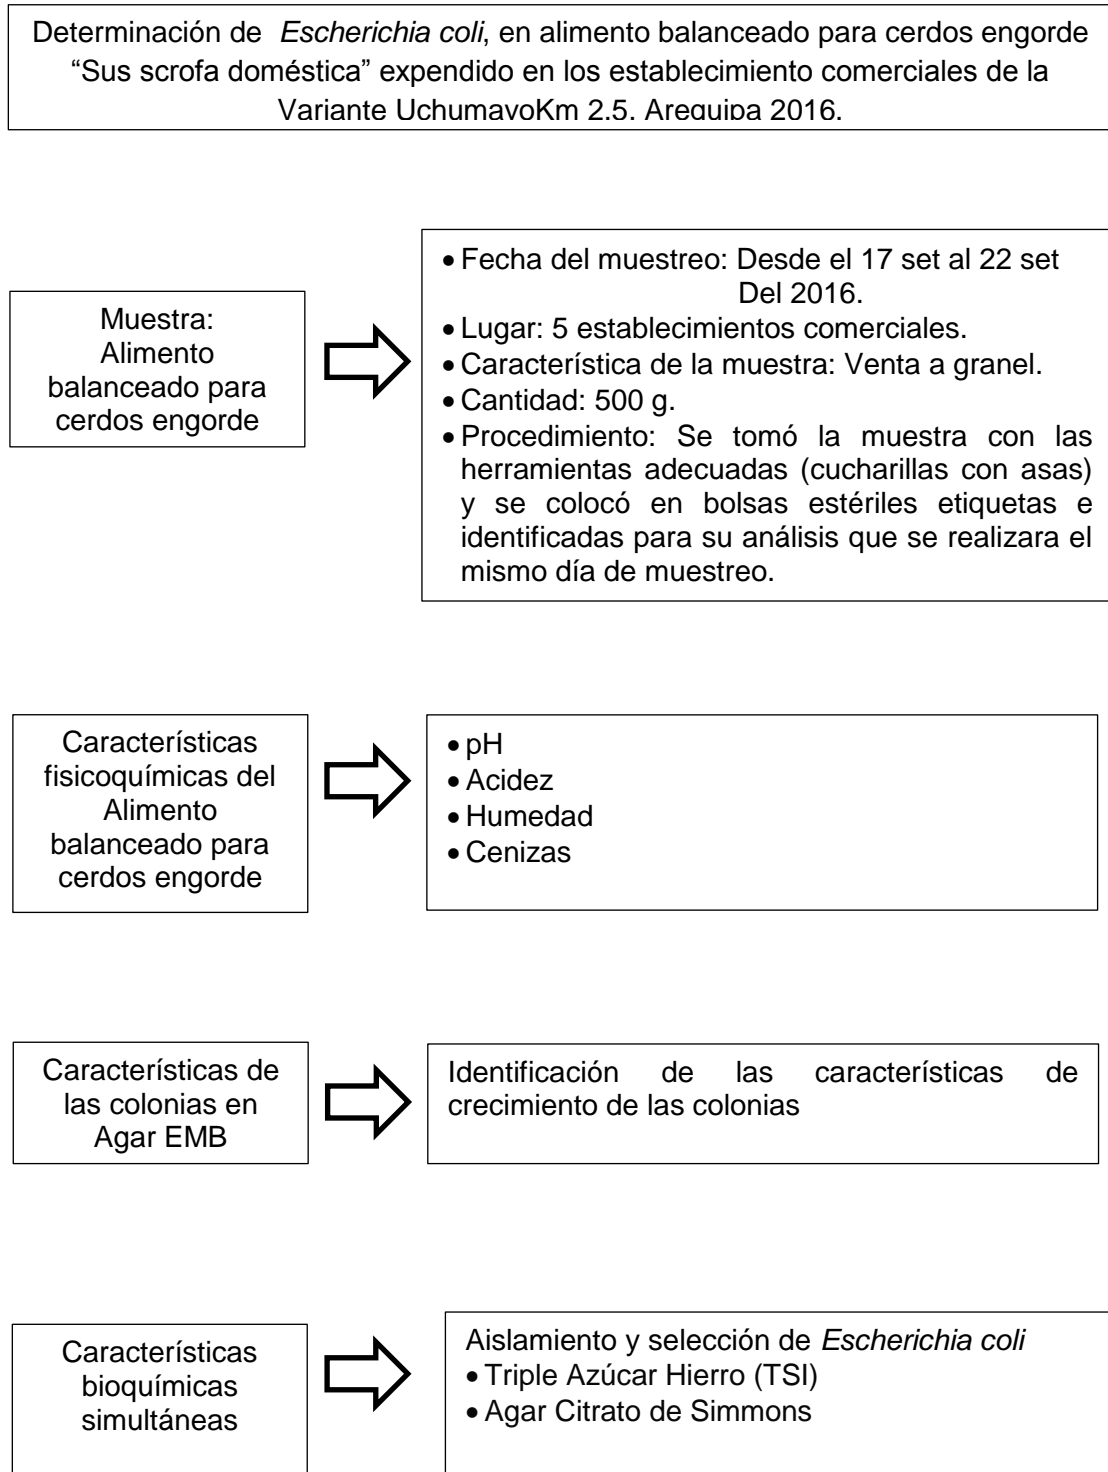 Determinación de Escherichia coli, en alimento balanceado para cerdos engorde
“Sus scrofa doméstica” expendido en los establecimiento comerciales de la
Variante UchumayoKm 2.5. Arequipa 2016.
Muestra:
Alimento
balanceado para
cerdos engorde
• Fecha del muestreo: Desde el 17 set al 22 set
Del 2016.
• Lugar: 5 establecimientos comerciales.
• Característica de la muestra: Venta a granel.
• Cantidad: 500 g.
• Procedimiento: Se tomó la muestra con las
herramientas adecuadas (cucharillas con asas)
y se colocó en bolsas estériles etiquetas e
identificadas para su análisis que se realizara el
mismo día de muestreo.
Características
fisicoquímicas del
Alimento
balanceado para
cerdos engorde
• pH
• Acidez
• Humedad
• Cenizas
Características de
las colonias en
Agar EMB
Identificación de las características de
crecimiento de las colonias
Características
bioquímicas
simultáneas
Aislamiento y selección de Escherichia coli
• Triple Azúcar Hierro (TSI)
• Agar Citrato de Simmons